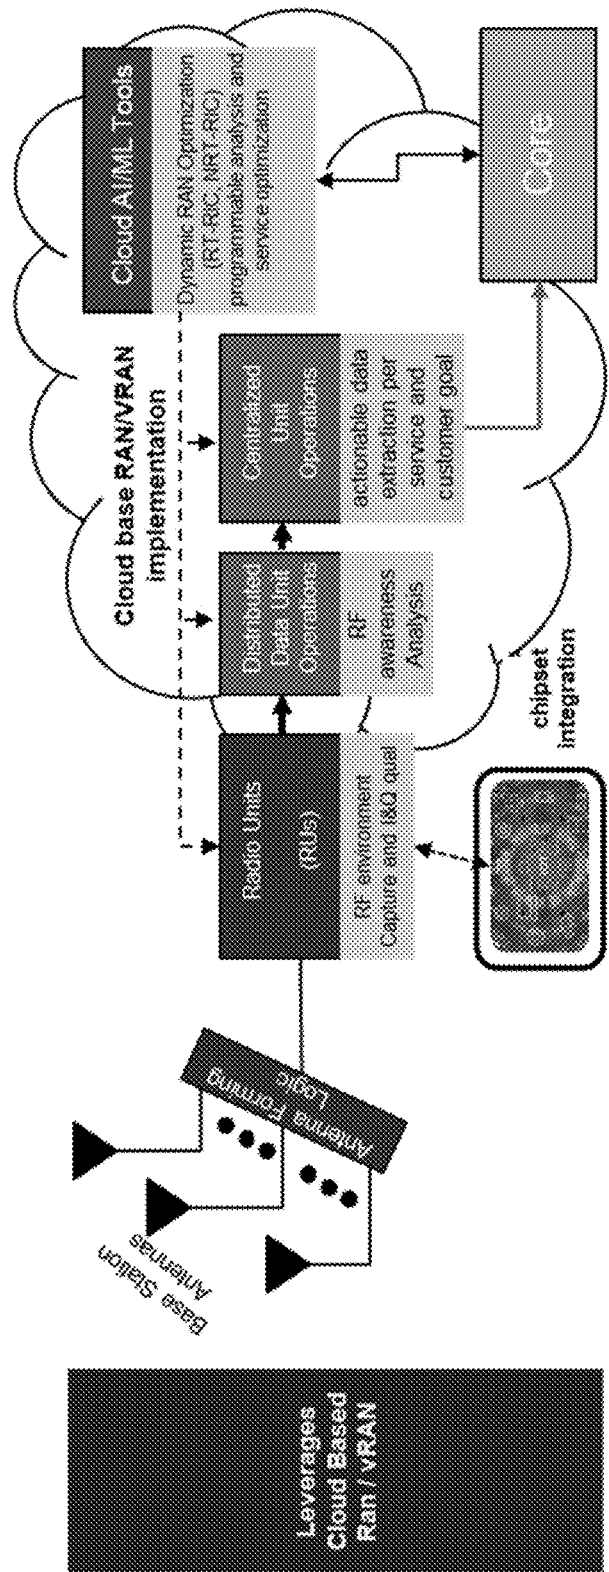 Leverages
Cloud Based
Ran / vRAN
Base Station
Antennas
Antenna Forming
Logic
Radio Units
(RUs)
RF environment
Capture and I&Q qual
chipset
integration
Distributed
Data Unit
Operations
RF
awareness
Analysis
Centralized
Unit
Operations
actionable data
extraction per
service and
customer goal
Cloud base RAN/VRAN
implementation
Cloud AI/ML Tools
Dynamic RAN Optimization
(RT-RIC, NRT-RIC)
programmable analysis and
service optimization
Core